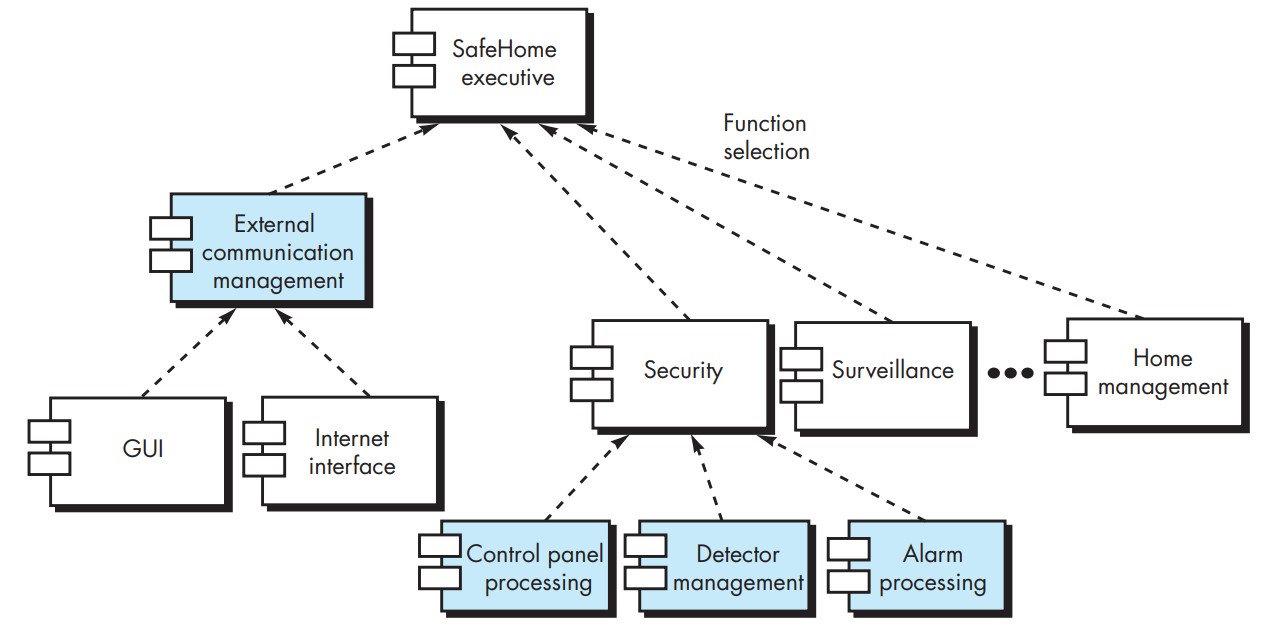 SafeHome
executive
Function
selection
External
communication
management
Security
Surveillance
Home
management
GUI
Internet
interface
Control panel
processing
Detector
management
Alarm
processing